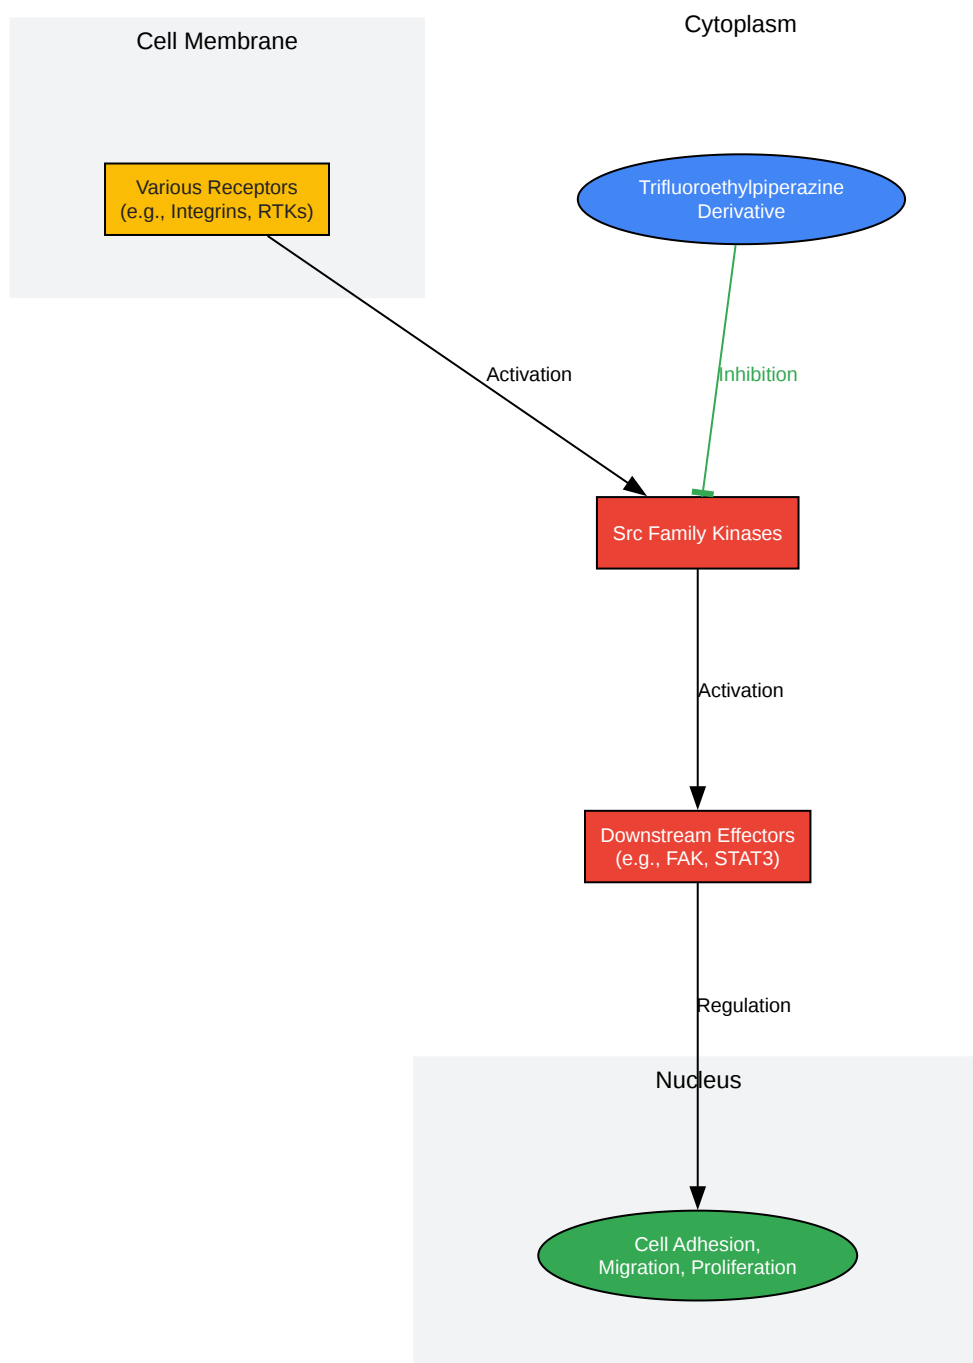 Cytoplasm
Cell Membrane
Various Receptors
(e.g., Integrins, RTKs)
Trifluoroethylpiperazine
Derivative
Activation
Inhibition
Src Family Kinases
Activation
Downstream Effectors
(e.g., FAK, STAT3)
Regulation
Nucleus
Cell Adhesion,
Migration, Proliferation